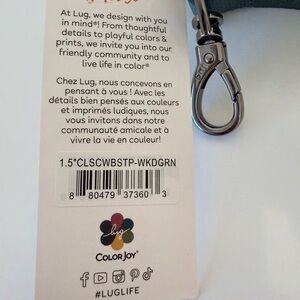 At Lug, we design with you
in mind®! From thoughtful
details to playful colors &
prints, we invite you into our
friendly community and to
live life in color®
Chez Lug, nous concevons en
pensant à vous ! Avec les
détails bien pensés aux couleurs
et imprimés ludiques, nous
vous invitons dans notre
communauté amicale et à
vivre la vie en couleur!
1.5"CLSCWBSTP-WKDGRN
8 80479 37360 3
lug
COLORJOY®
#LUGLIFE